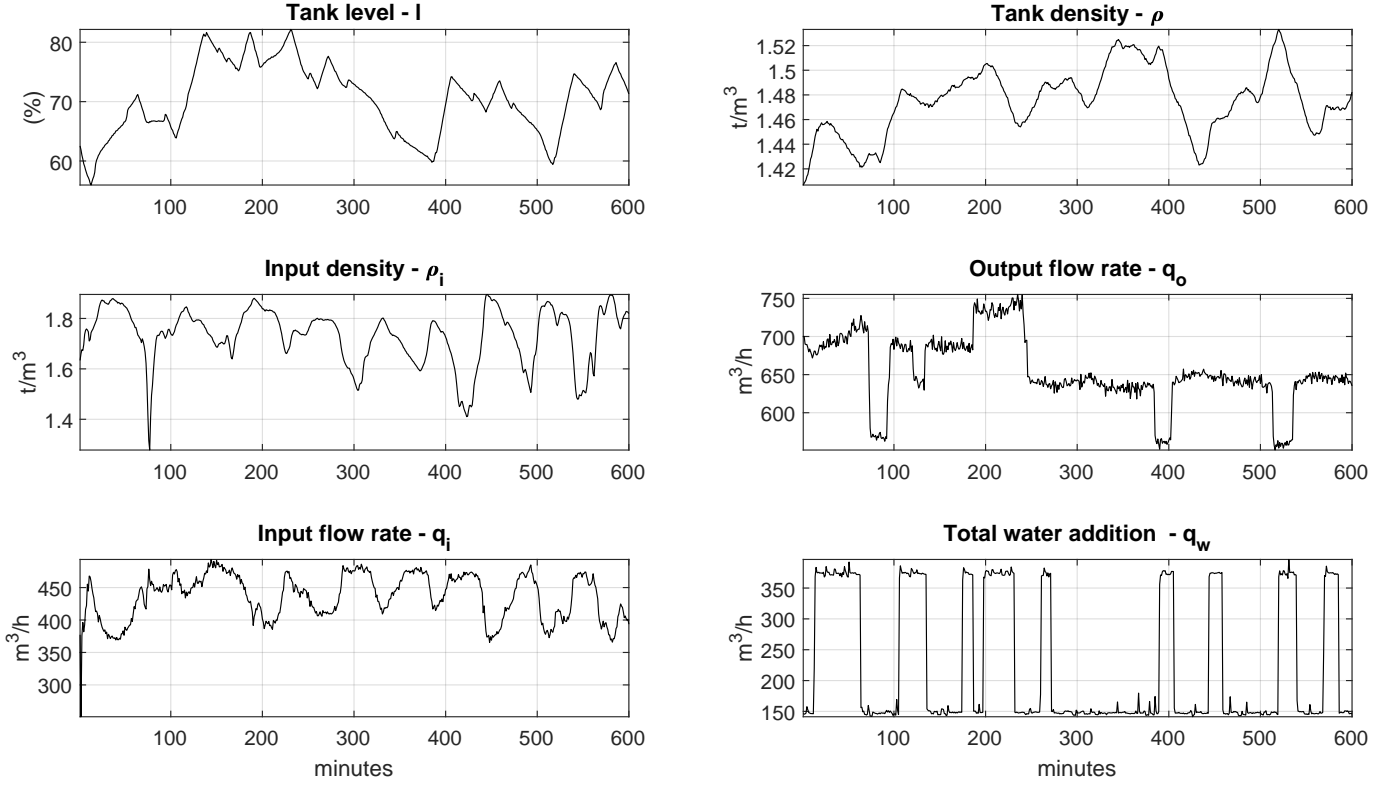 Tank level - l
(%)
80
70
60
100 200 300 400 500 600
Tank density - ρ
t/m³
1.52
1.5
1.48
1.46
1.44
1.42
100 200 300 400 500 600
Input density - ρi
t/m³
1.8
1.6
1.4
100 200 300 400 500 600
Output flow rate - qo
m³/h
750
700
650
600
100 200 300 400 500 600
Input flow rate - qi
m³/h
450
400
350
300
100 200 300 400 500 600
minutes
Total water addition - qw
m³/h
350
300
250
200
150
100 200 300 400 500 600
minutes